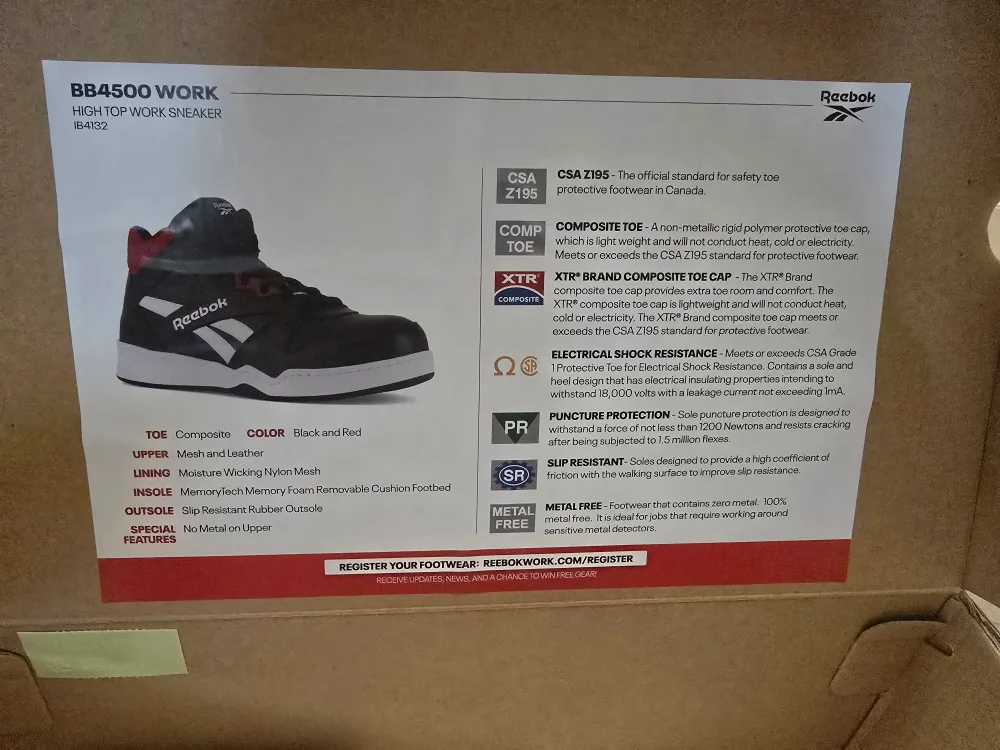 BB4500 WORK
HIGH TOP WORK SNEAKER
IB4132
Reebok
Reebok
Reebok
TOE Composite COLOR Black and Red
UPPER Mesh and Leather
LINING Moisture Wicking Nylon Mesh
INSOLE MemoryTech Memory Foam Removable Cushion Footbed
OUTSOLE Slip Resistant Rubber Outsole
SPECIAL FEATURES No Metal on Upper
CSA
Z195
CSA Z195 - The official standard for safety toe
protective footwear in Canada.
COMP
TOE
COMPOSITE TOE - A non-metallic rigid polymer protective toe cap,
which is light weight and will not conduct heat, cold or electricity.
Meets or exceeds the CSA Z195 standard for protective footwear.
XTR®
COMPOSITE
XTR® BRAND COMPOSITE TOE CAP - The XTR® Brand
composite toe cap provides extra toe room and comfort. The
XTR® composite toe cap is lightweight and will not conduct heat,
cold or electricity. The XTR® Brand composite toe cap meets or
exceeds the CSA Z195 standard for protective footwear.
Ω
ELECTRICAL SHOCK RESISTANCE - Meets or exceeds CSA Grade
1 Protective Toe for Electrical Shock Resistance. Contains a sole and
heel design that has electrical insulating properties intending to
withstand 18,000 volts with a leakage current not exceeding 1mA.
PR
PUNCTURE PROTECTION - Sole puncture protection is designed to
withstand a force of not less than 1200 Newtons and resists cracking
after being subjected to 1.5 million flexes.
SR
SLIP RESISTANT- Soles designed to provide a high coefficient of
friction with the walking surface to improve slip resistance.
METAL
FREE
METAL FREE - Footwear that contains zero metal. 100%
metal free. It is ideal for jobs that require working around
sensitive metal detectors.
REGISTER YOUR FOOTWEAR: REEBOKWORK.COM/REGISTER
RECEIVE UPDATES, NEWS, AND A CHANCE TO WIN FREE GEAR!